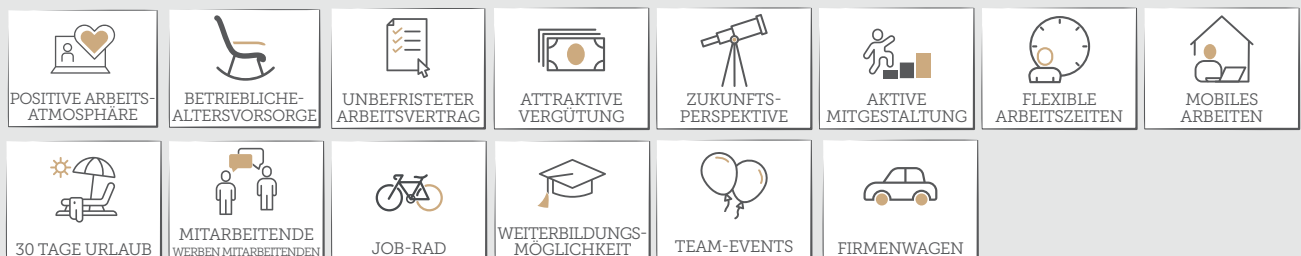 POSITIVE ARBEITS-
ATMOSPHÄRE
BETRIEBLICHE-
ALTERSVORSORGE
UNBEFRISTETER
ARBEITSVERTRAG
ATTRAKTIVE
VERGÜTUNG
ZUKUNFTS-
PERSPEKTIVE
AKTIVE
MITGESTALTUNG
FLEXIBLE
ARBEITSZEITEN
MOBILES
ARBEITEN
30 TAGE URLAUB
MITARBEITENDE
WERBEN MITARBEITENDEN
JOB-RAD
WEITERBILDUNGS-
MÖGLICHKEIT
TEAM-EVENTS
FIRMENWAGEN